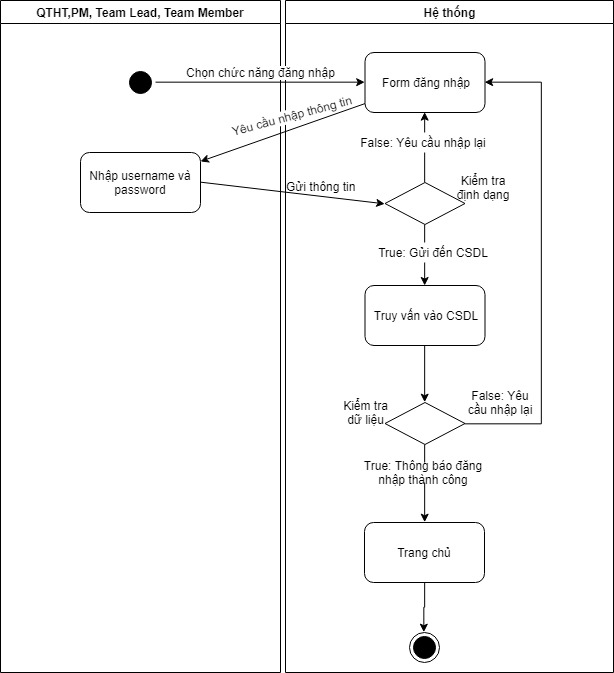 QTHT,PM, Team Lead, Team Member
Hệ thống
Chọn chức năng đăng nhập
Form đăng nhập
Yêu cầu nhập thông tin
False: Yêu cầu nhập lại
Nhập username và
password
Gửi thông tin
Kiểm tra
định dạng
True: Gửi đến CSDL
Truy vấn vào CSDL
Kiểm tra
dữ liệu
False: Yêu
cầu nhập lại
True: Thông báo đăng
nhập thành công
Trang chủ